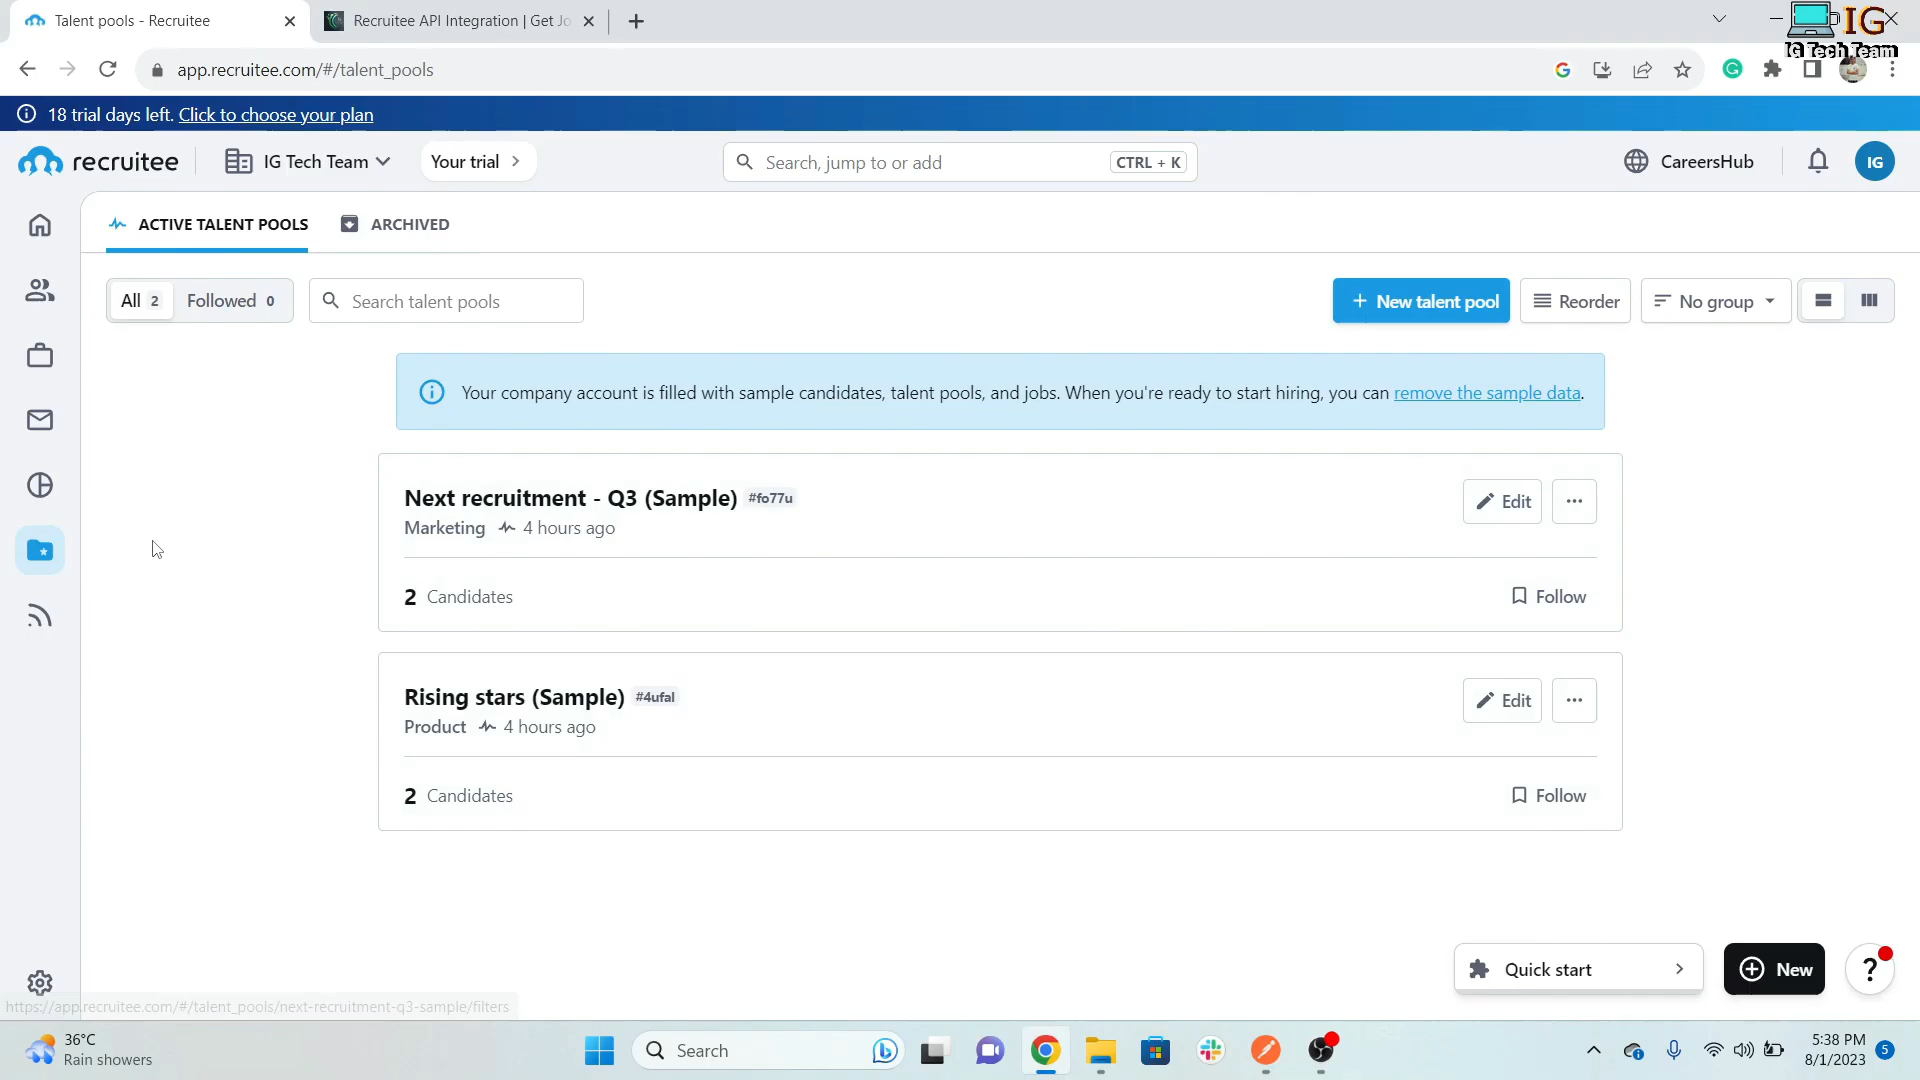 Talent pools - Recruitee
Recruitee API Integration | Get Jo
IG
IG Tech Team
app.recruitee.com/#/talent_pools
18 trial days left. Click to choose your plan
recruitee
IG Tech Team
Your trial
Search, jump to or add
CTRL + K
CareersHub
IG
ACTIVE TALENT POOLS
ARCHIVED
All 2
Followed 0
Search talent pools
+ New talent pool
Reorder
No group
Your company account is filled with sample candidates, talent pools, and jobs. When you're ready to start hiring, you can remove the sample data.
Next recruitment - Q3 (Sample) #fo77u
Edit
Marketing 4 hours ago
2 Candidates
Follow
Rising stars (Sample) #4ufal
Edit
Product 4 hours ago
2 Candidates
Follow
Quick start
New
?
https://app.recruitee.com/#/talent_pools/next-recruitment-q3-sample/filters
36°C
Rain showers
Search
5:38 PM
8/1/2023
5